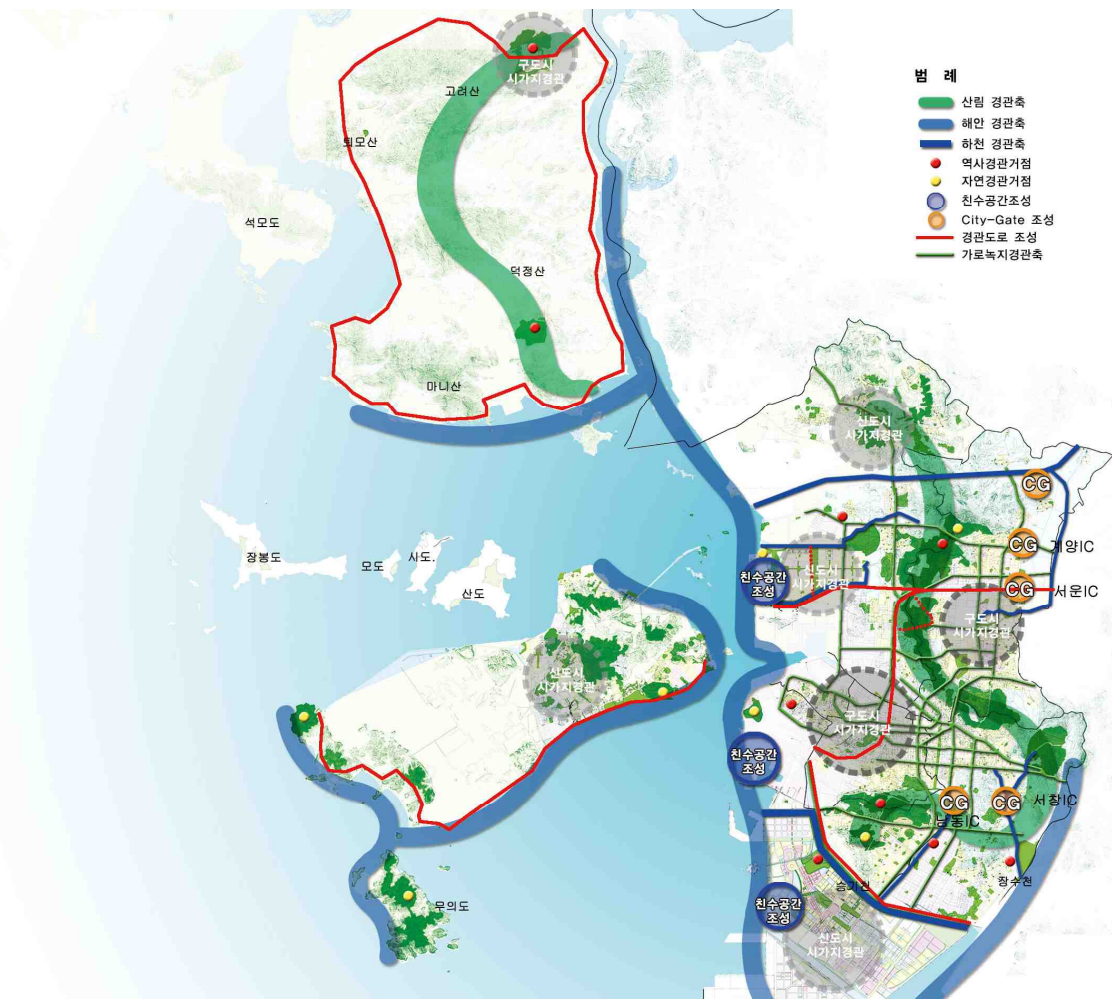 범 례
산림 경관축
해안 경관축
하천 경관축
역사경관거점
자연경관거점
친수공간조성
City-Gate 조성
경관도로 조성
가로녹지경관축
구도시
시가지경관
고려산
퇴모산
석모도
덕정산
마니산
신도시
시가지경관
CG
장봉도
모도
사도
산도
친수공간
조성
신도시
시가지경관
CG
계양IC
CG
서운IC
구도시
시가지경관
신도시
시가지경관
구도시
시가지경관
친수공간
조성
CG
남동IC
CG
서창IC
무의도
승기천
장수천
친수공간
조성
신도시
시가지경관